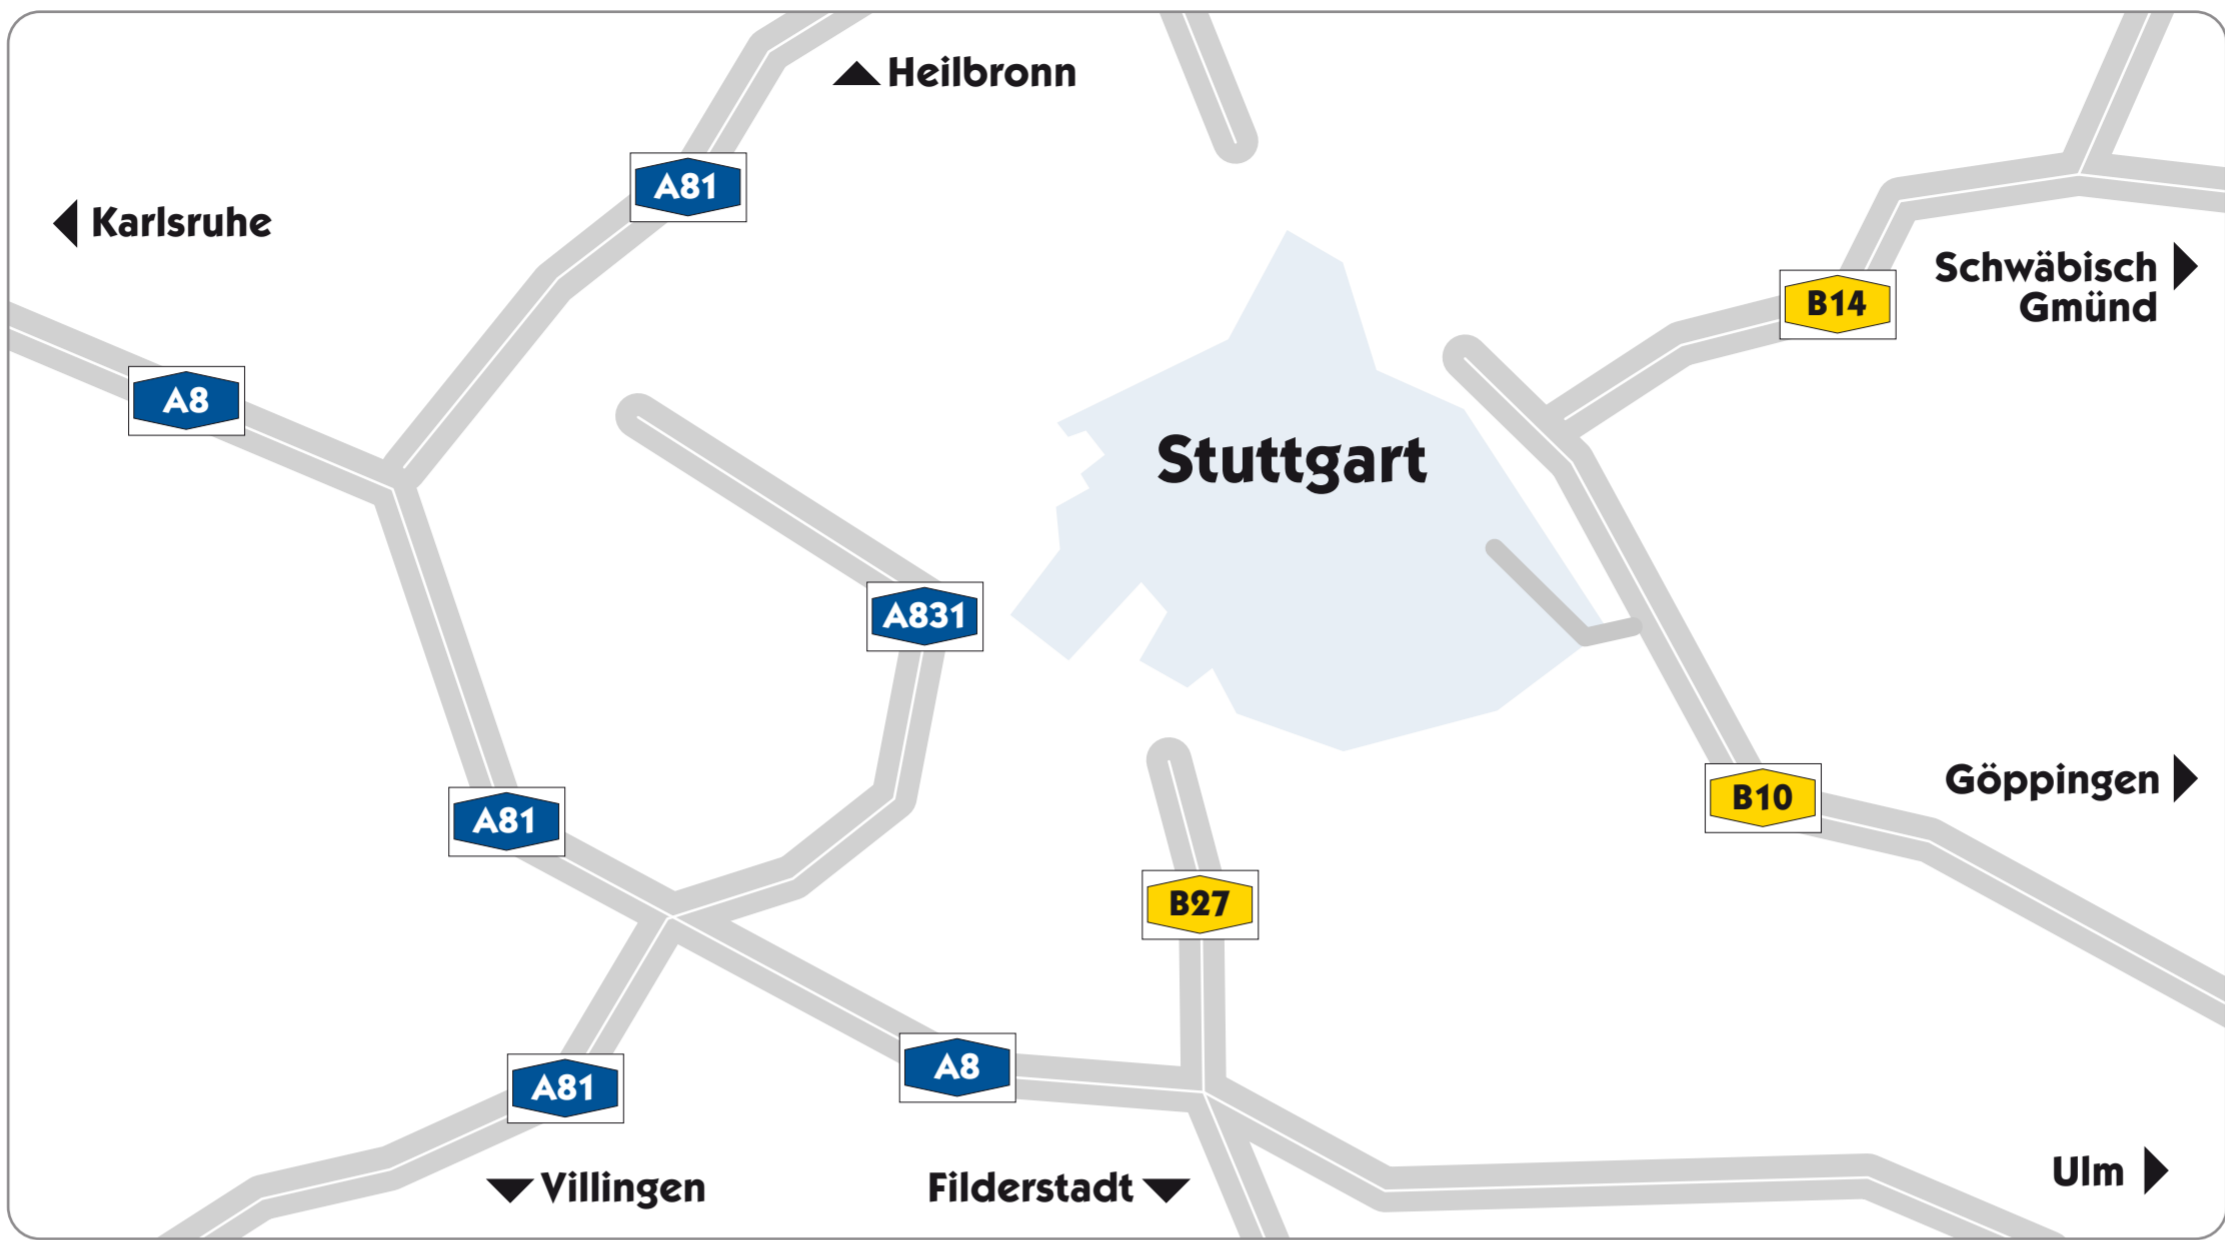 Heilbronn
A81
Karlsruhe
Schwäbisch
Gmünd
B14
A8
Stuttgart
A831
Göppingen
B10
A81
B27
A8
A81
Ulm
Villingen
Filderstadt